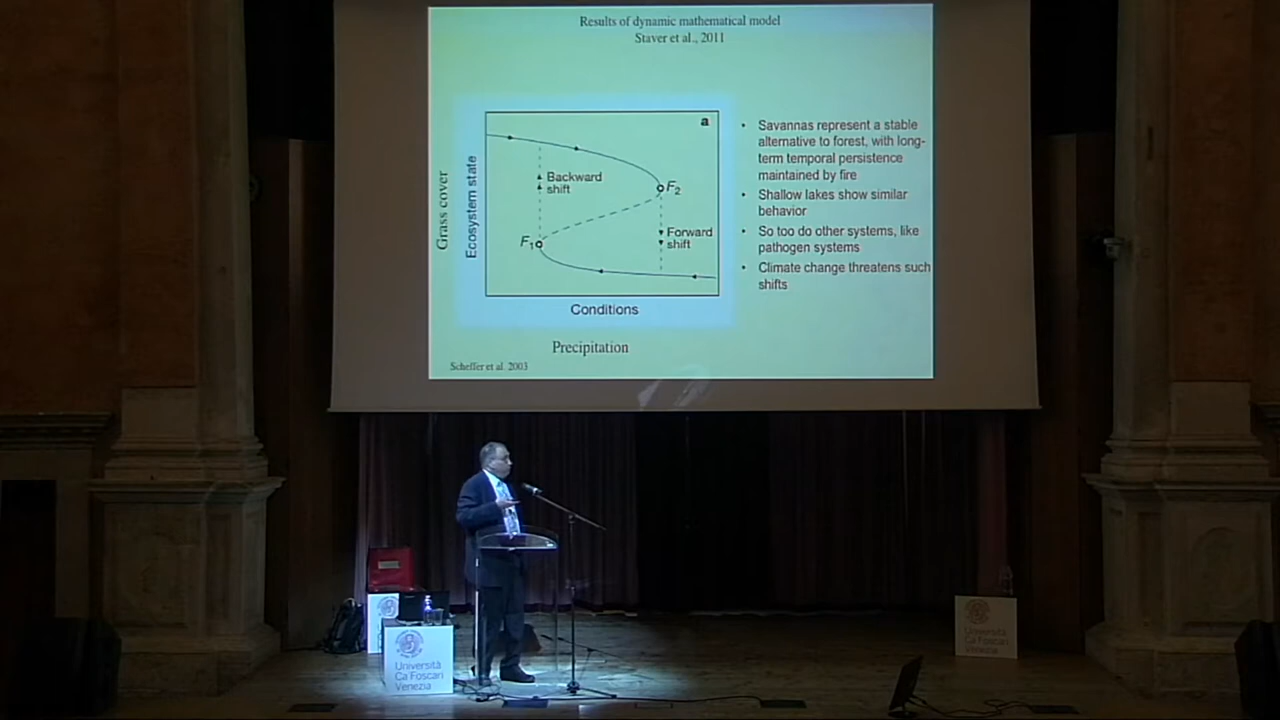 Results of dynamic mathematical model
Staver et al., 2011
a
Grass cover
Ecosystem state
Backward
shift
F2
F1
Forward
shift
Conditions
Precipitation
Scheffer et al. 2003
• Savannas represent a stable
alternative to forest, with long-
term temporal persistence
maintained by fire
• Shallow lakes show similar
behavior
• So too do other systems, like
pathogen systems
• Climate change threatens such
shifts
Università
Ca'Foscari
Venezia
Università
Ca'Foscari
Venezia